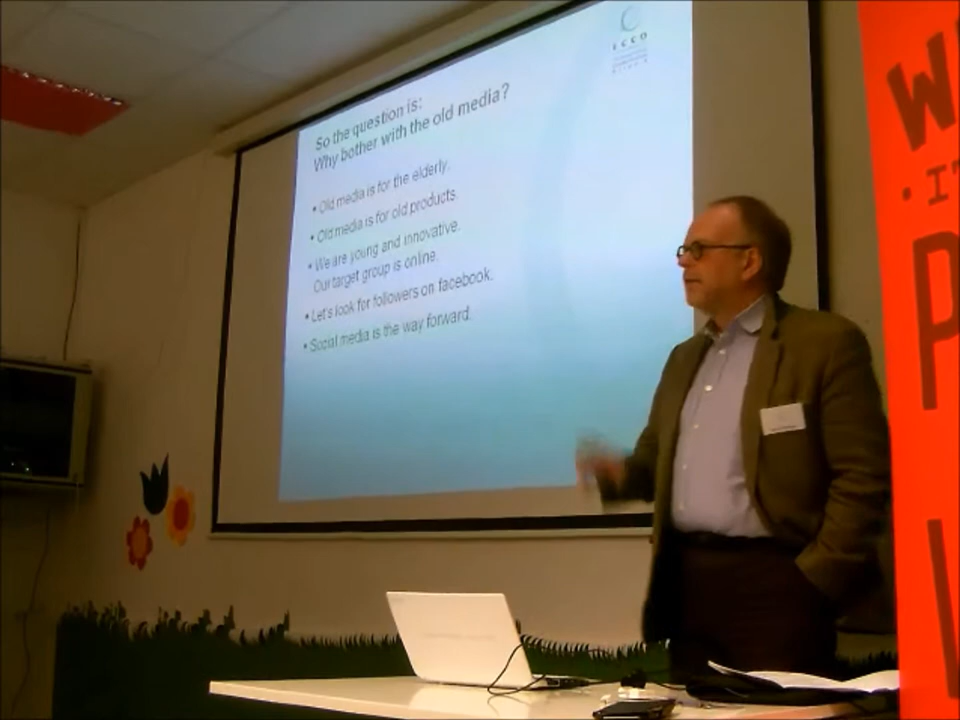 ICCO
So the question is:
Why bother with the old media?
• Old media is for the elderly.
• Old media is for old products.
• We are young and innovative.
Our target group is online.
• Let's look for followers on facebook.
• Social media is the way forward.
W
• IT
P